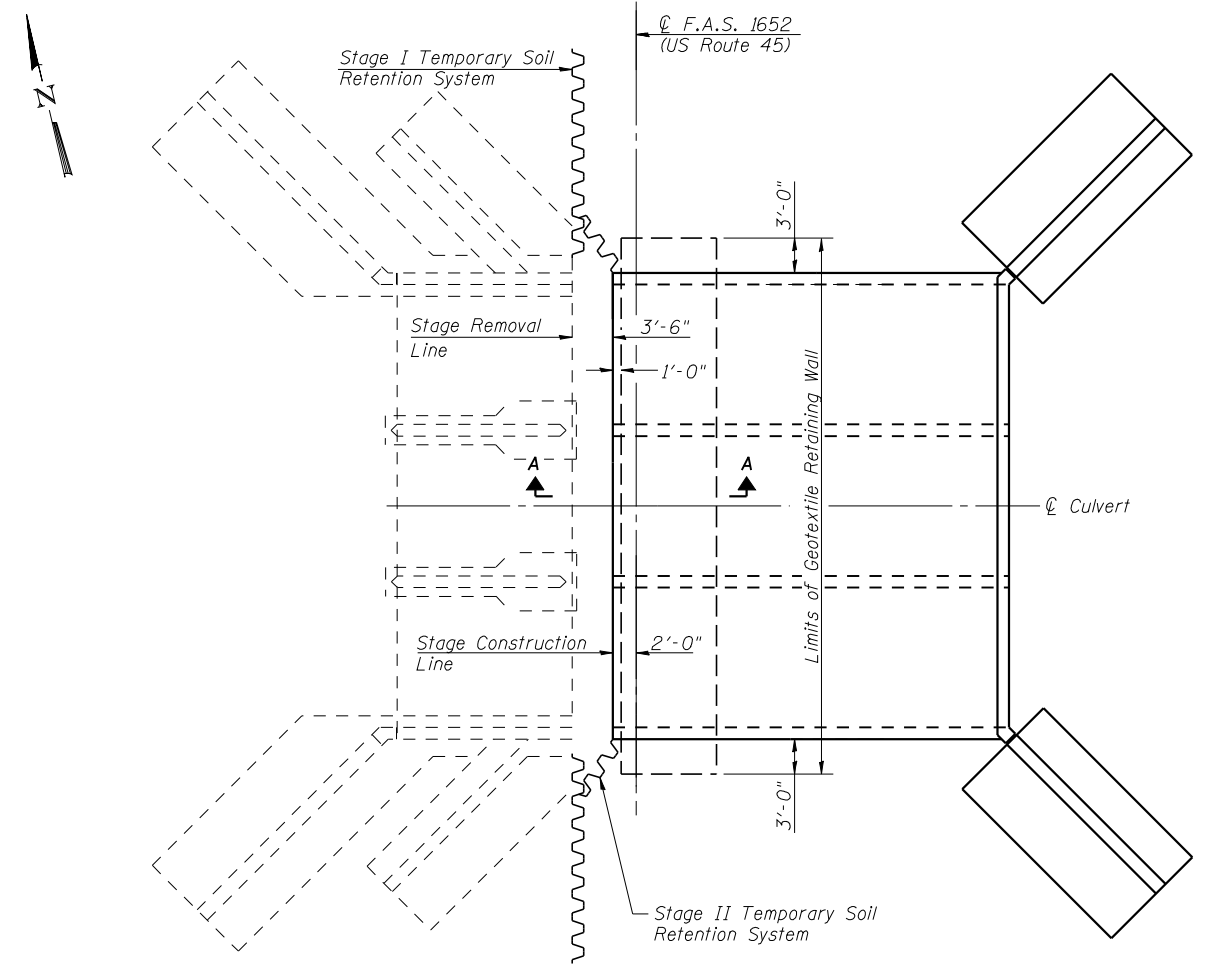 ℄ F.A.S. 1652
(US Route 45)
Stage I Temporary Soil
Retention System
N
3'-0"
Stage Removal
Line
3'-6"
1'-0"
Limits of Geotextile Retaining Wall
A
A
℄ Culvert
Stage Construction
Line
2'-0"
3'-0"
Stage II Temporary Soil
Retention System